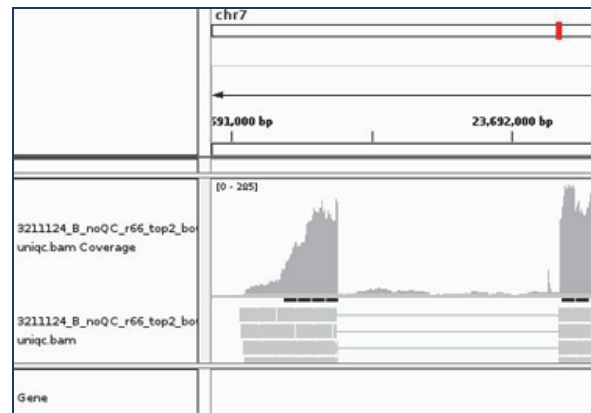 chr7
591,000 bp
23,692,000 bp
[0 - 285]
3211124_B_noQC_r66_top2_bo
uniqc.bam Coverage
3211124_B_noQC_r66_top2_bo
uniqc.bam
Gene